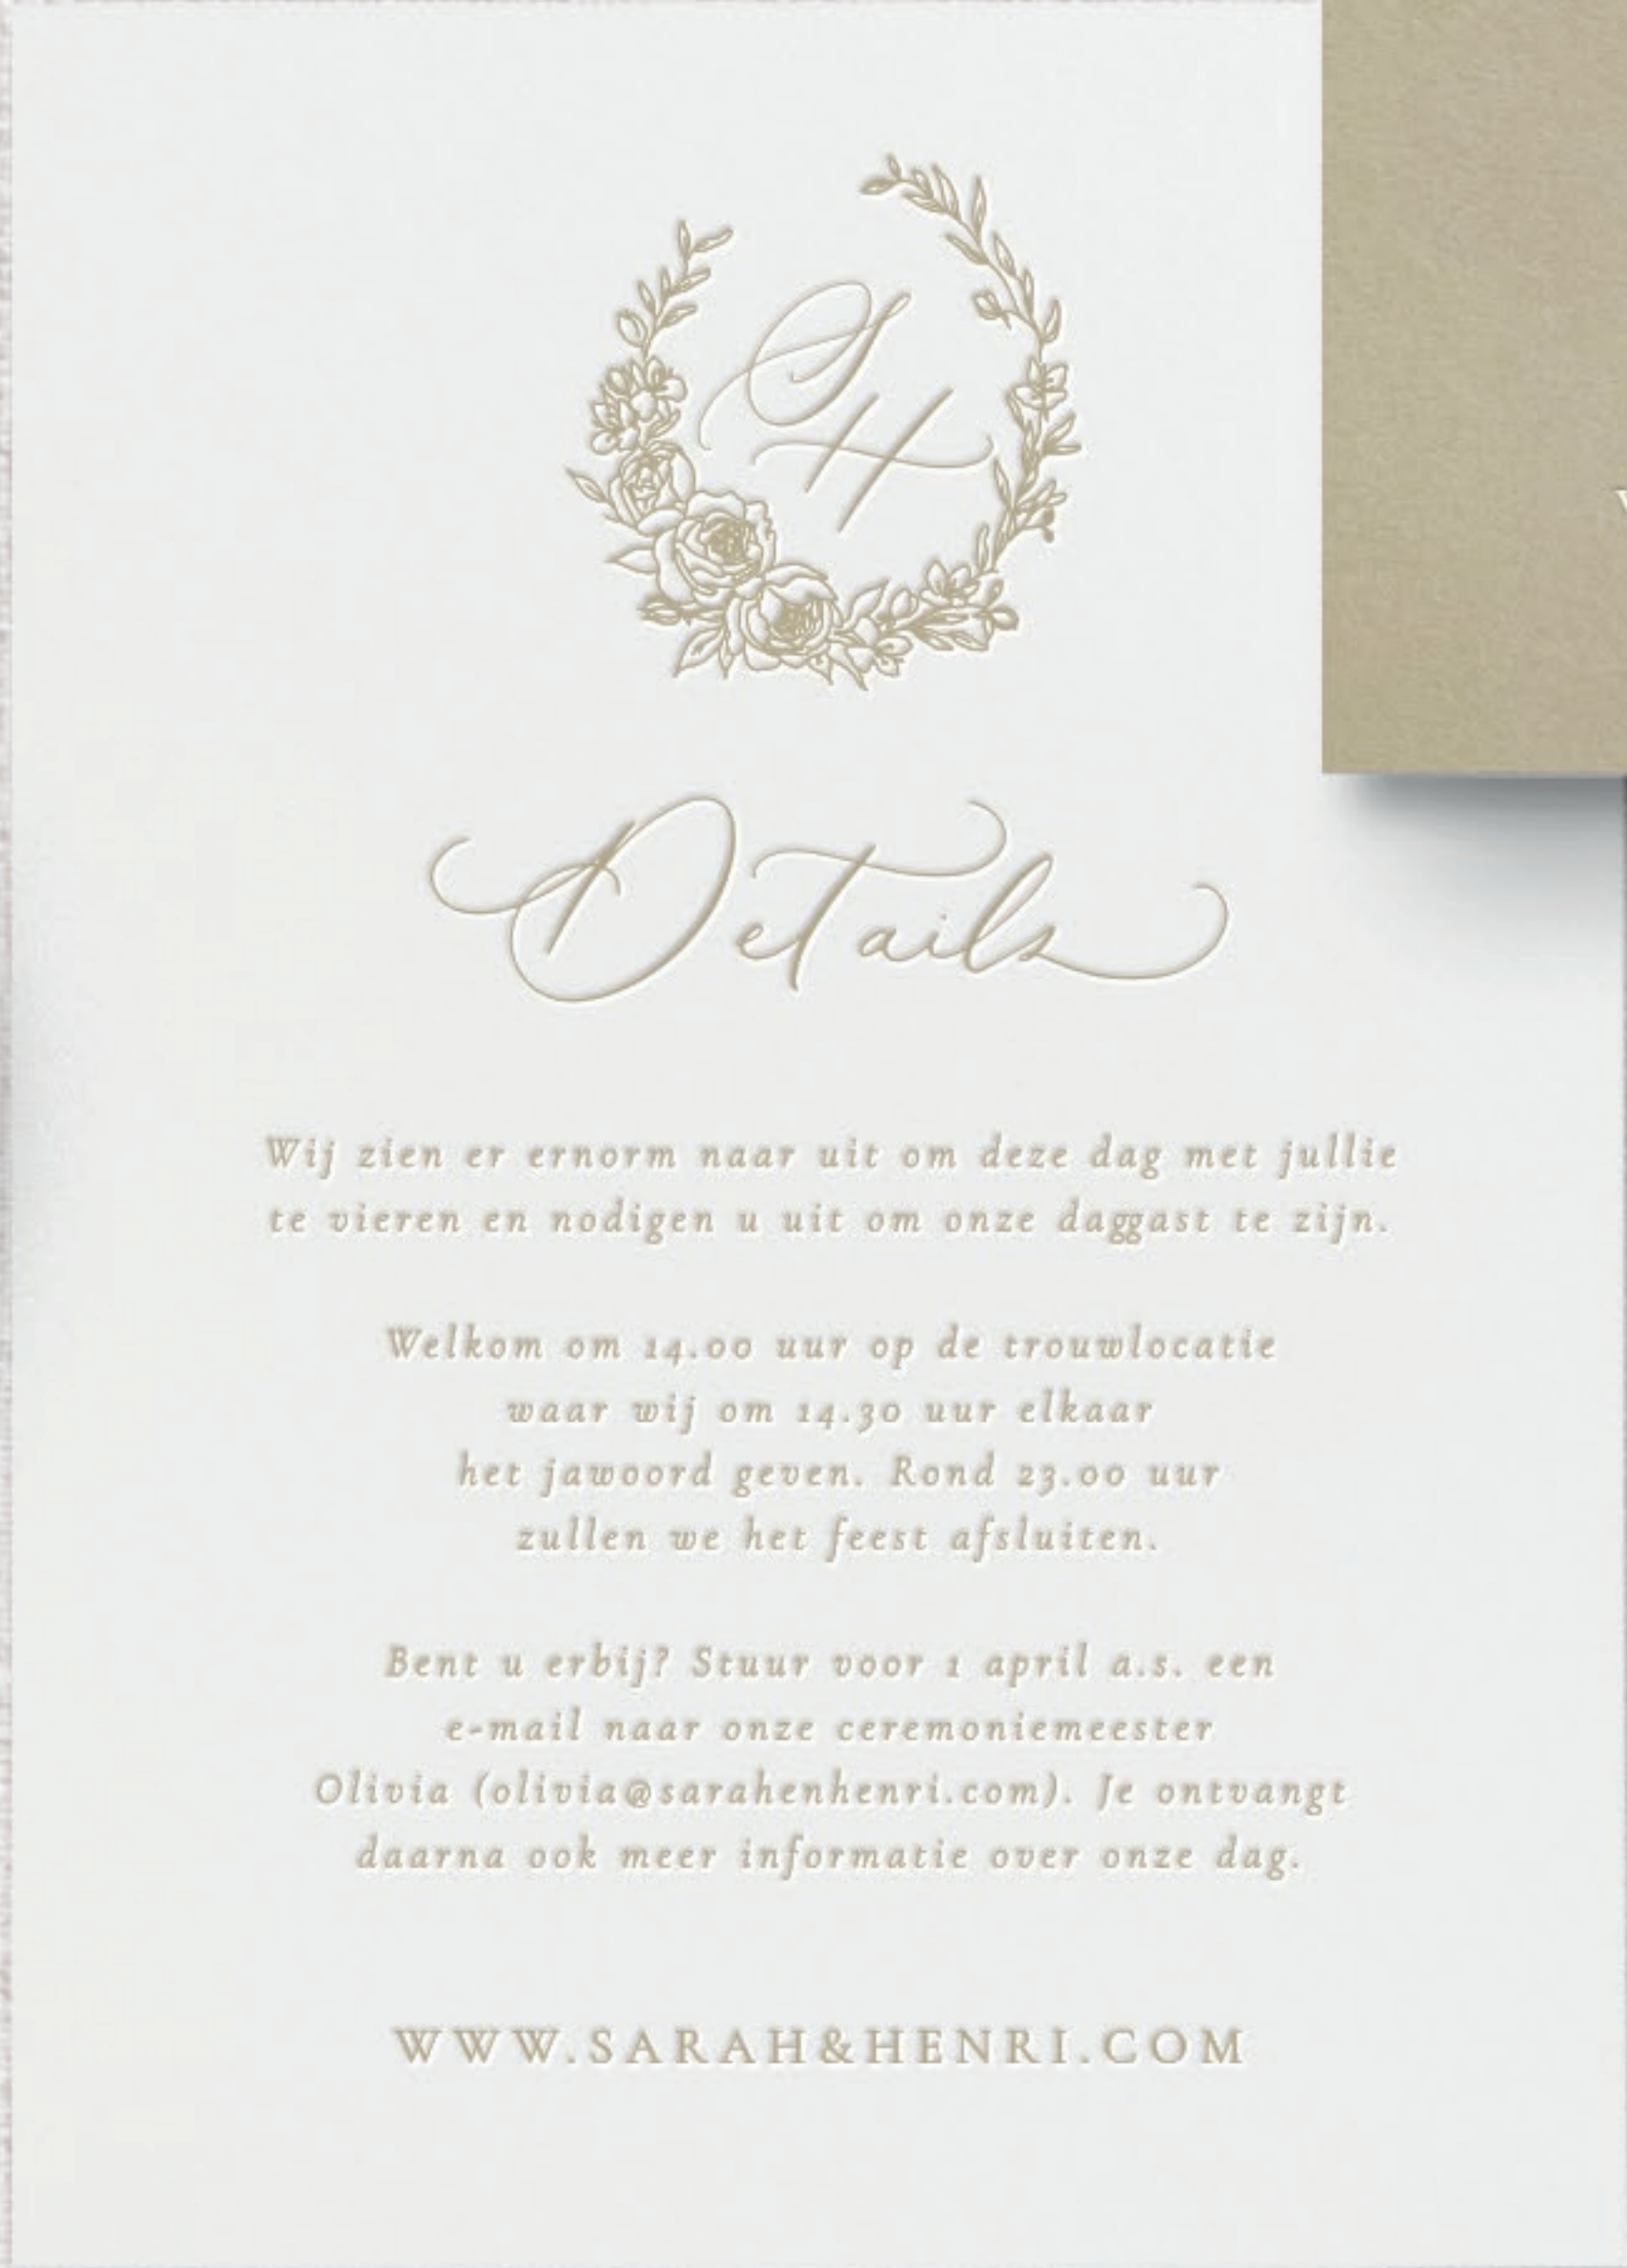 SH
Details
Wij zien er ernorm naar uit om deze dag met jullie
te vieren en nodigen u uit om onze daggast te zijn.
Welkom om 14.00 uur op de trouwlocatie
waar wij om 14.30 uur elkaar
het jawoord geven. Rond 23.00 uur
zullen we het feest afsluiten.
Bent u erbij? Stuur voor 1 april a.s. een
e-mail naar onze ceremoniemeester
Olivia (olivia@sarahenhenri.com). Je ontvangt
daarna ook meer informatie over onze dag.
WWW.SARAH&HENRI.COM